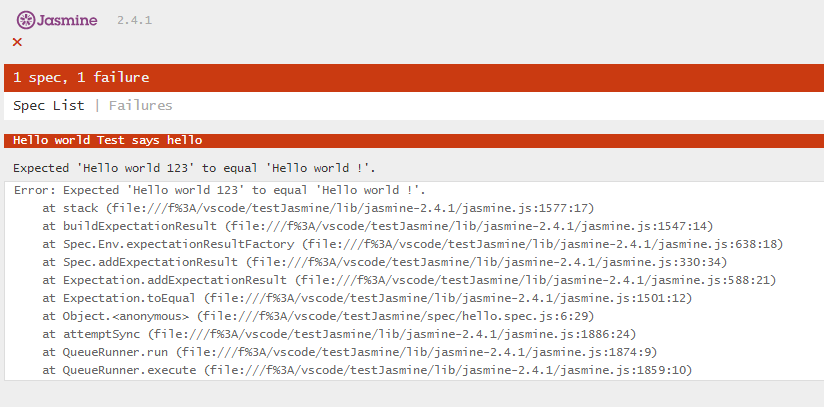 Jasmine 2.4.1
×
1 spec, 1 failure
Spec List | Failures
Hello world Test says hello
Expected 'Hello world 123' to equal 'Hello world !'.
Error: Expected 'Hello world 123' to equal 'Hello world !'.
at stack (file:///f%3A/vscode/testJasmine/lib/jasmine-2.4.1/jasmine.js:1577:17)
at buildExpectationResult (file:///f%3A/vscode/testJasmine/lib/jasmine-2.4.1/jasmine.js:1547:14)
at Spec.Env.expectationResultFactory (file:///f%3A/vscode/testJasmine/lib/jasmine-2.4.1/jasmine.js:638:18)
at Spec.addExpectationResult (file:///f%3A/vscode/testJasmine/lib/jasmine-2.4.1/jasmine.js:330:34)
at Expectation.addExpectationResult (file:///f%3A/vscode/testJasmine/lib/jasmine-2.4.1/jasmine.js:588:21)
at Expectation.toEqual (file:///f%3A/vscode/testJasmine/lib/jasmine-2.4.1/jasmine.js:1501:12)
at Object.<anonymous> (file:///f%3A/vscode/testJasmine/spec/hello.spec.js:6:29)
at attemptSync (file:///f%3A/vscode/testJasmine/lib/jasmine-2.4.1/jasmine.js:1886:24)
at QueueRunner.run (file:///f%3A/vscode/testJasmine/lib/jasmine-2.4.1/jasmine.js:1874:9)
at QueueRunner.execute (file:///f%3A/vscode/testJasmine/lib/jasmine-2.4.1/jasmine.js:1859:10)